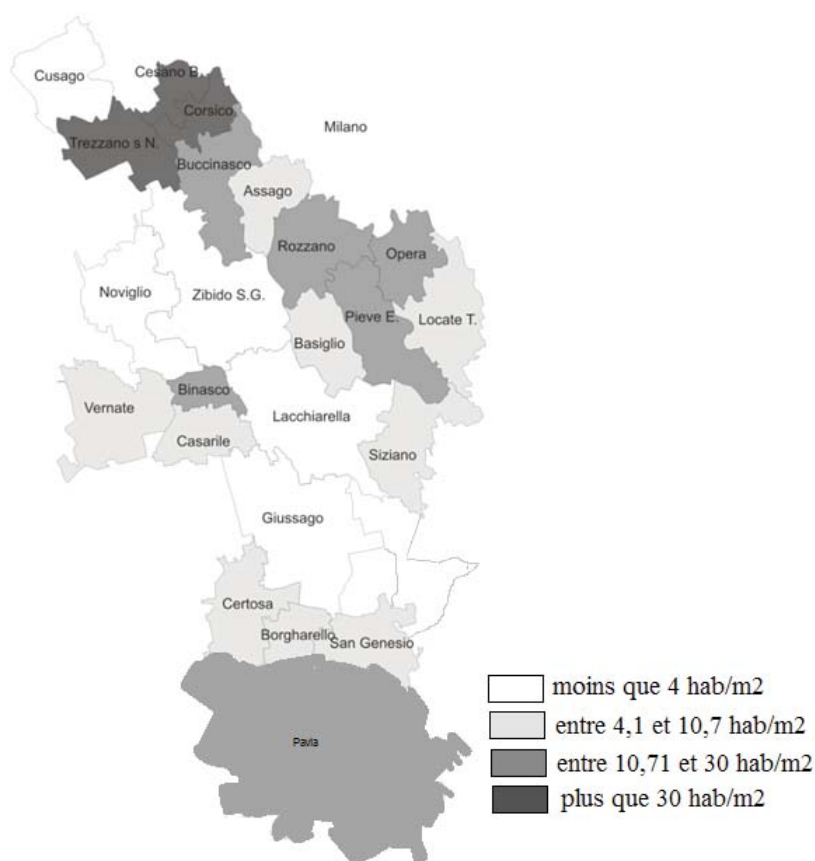 Cusago
Cesano B.
Corsico
Milano
Trezzano s N.
Buccinasco
Assago
Rozzano
Opera
Noviglio
Zibido S.G.
Pieve E.
Locate T.
Basiglio
Binasco
Vernate
Lacchiarella
Casarile
Siziano
Giussago
Certosa
Borgharello
San Genesio
Pavia
moins que 4 hab/m2
entre 4,1 et 10,7 hab/m2
entre 10,71 et 30 hab/m2
plus que 30 hab/m2